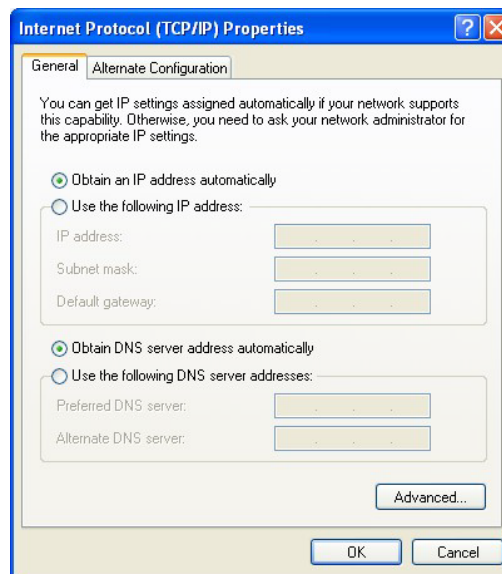 Internet Protocol (TCP/IP) Properties
General
Alternate Configuration
You can get IP settings assigned automatically if your network supports
this capability. Otherwise, you need to ask your network administrator for
the appropriate IP settings.
Obtain an IP address automatically
Use the following IP address:
IP address:
Subnet mask:
Default gateway:
Obtain DNS server address automatically
Use the following DNS server addresses:
Preferred DNS server:
Alternate DNS server:
Advanced...
OK
Cancel